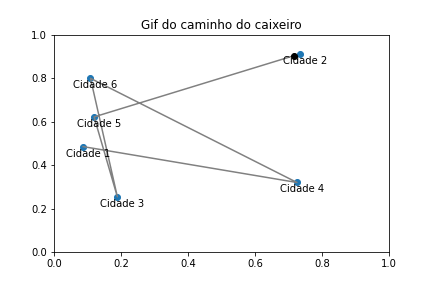 Gif do caminho do caixeiro
1.0
Cidade 2
0.8
Cidade 6
0.6
Cidade 5
Cidade 1
0.4
Cidade 4
Cidade 3
0.2
0.0
0.0 0.2 0.4 0.6 0.8 1.0